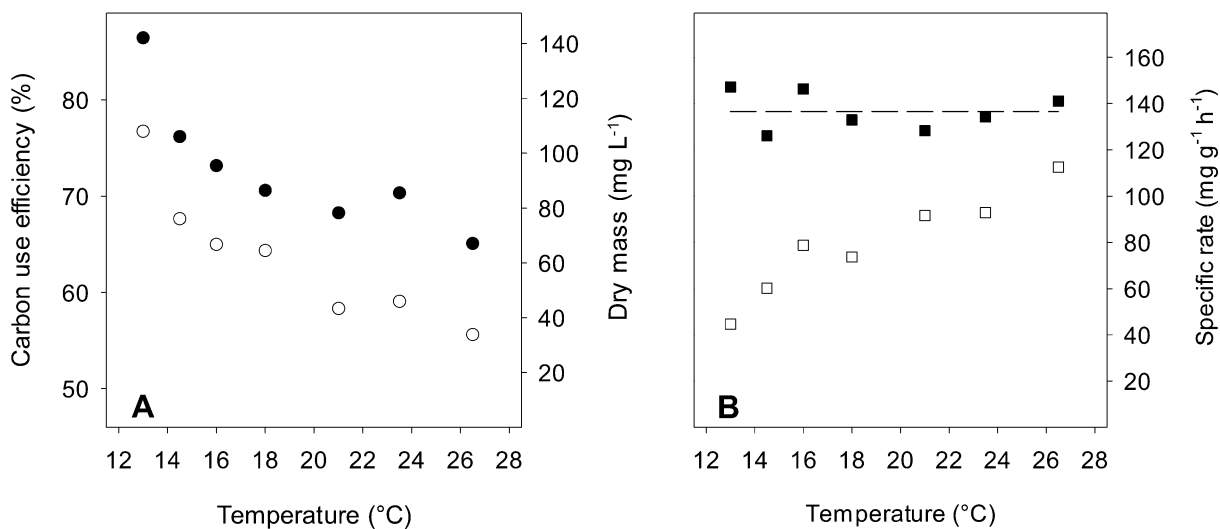 Carbon use efficiency (%)
80
70
60
50
140
120
100
80
60
40
20
Dry mass (mg L-1)
A
12 14 16 18 20 22 24 26 28
Temperature (°C)
160
140
120
100
80
60
40
20
Specific rate (mg g-1 h-1)
B
12 14 16 18 20 22 24 26 28
Temperature (°C)